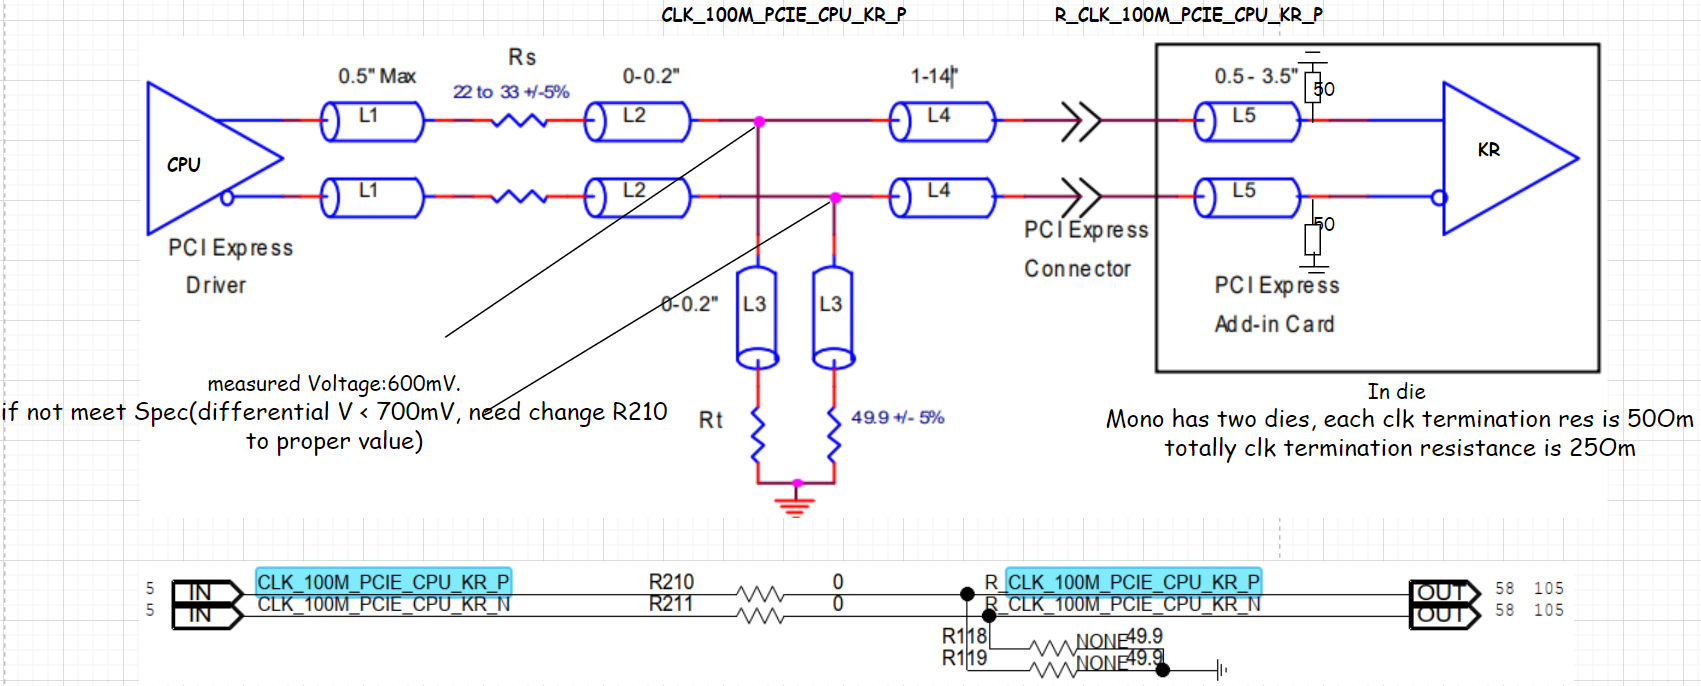 CLK_100M_PCIE_CPU_KR_P
R_CLK_100M_PCIE_CPU_KR_P
Rs
0.5" Max
22 to 33 +/-5%
0-0.2"
1-14"
0.5 - 3.5"
50
L1
L2
L4
L5
CPU
KR
L1
L2
L4
L5
50
PCI Express
Driver
PCI Express
Connector
PCI Express
Add-in Card
0-0.2"
L3
L3
measured Voltage:600mV.
if not meet Spec(differential V < 700mV, need change R210
to proper value)
Rt
49.9 +/- 5%
In die
Mono has two dies, each clk termination res is 50Om
totally clk termination resistance is 25Om
5
IN
CLK_100M_PCIE_CPU_KR_P
R210
0
R_CLK_100M_PCIE_CPU_KR_P
OUT
58 105
5
IN
CLK_100M_PCIE_CPU_KR_N
R211
0
R_CLK_100M_PCIE_CPU_KR_N
OUT
58 105
R118
NONE
49.9
R119
NONE
49.9